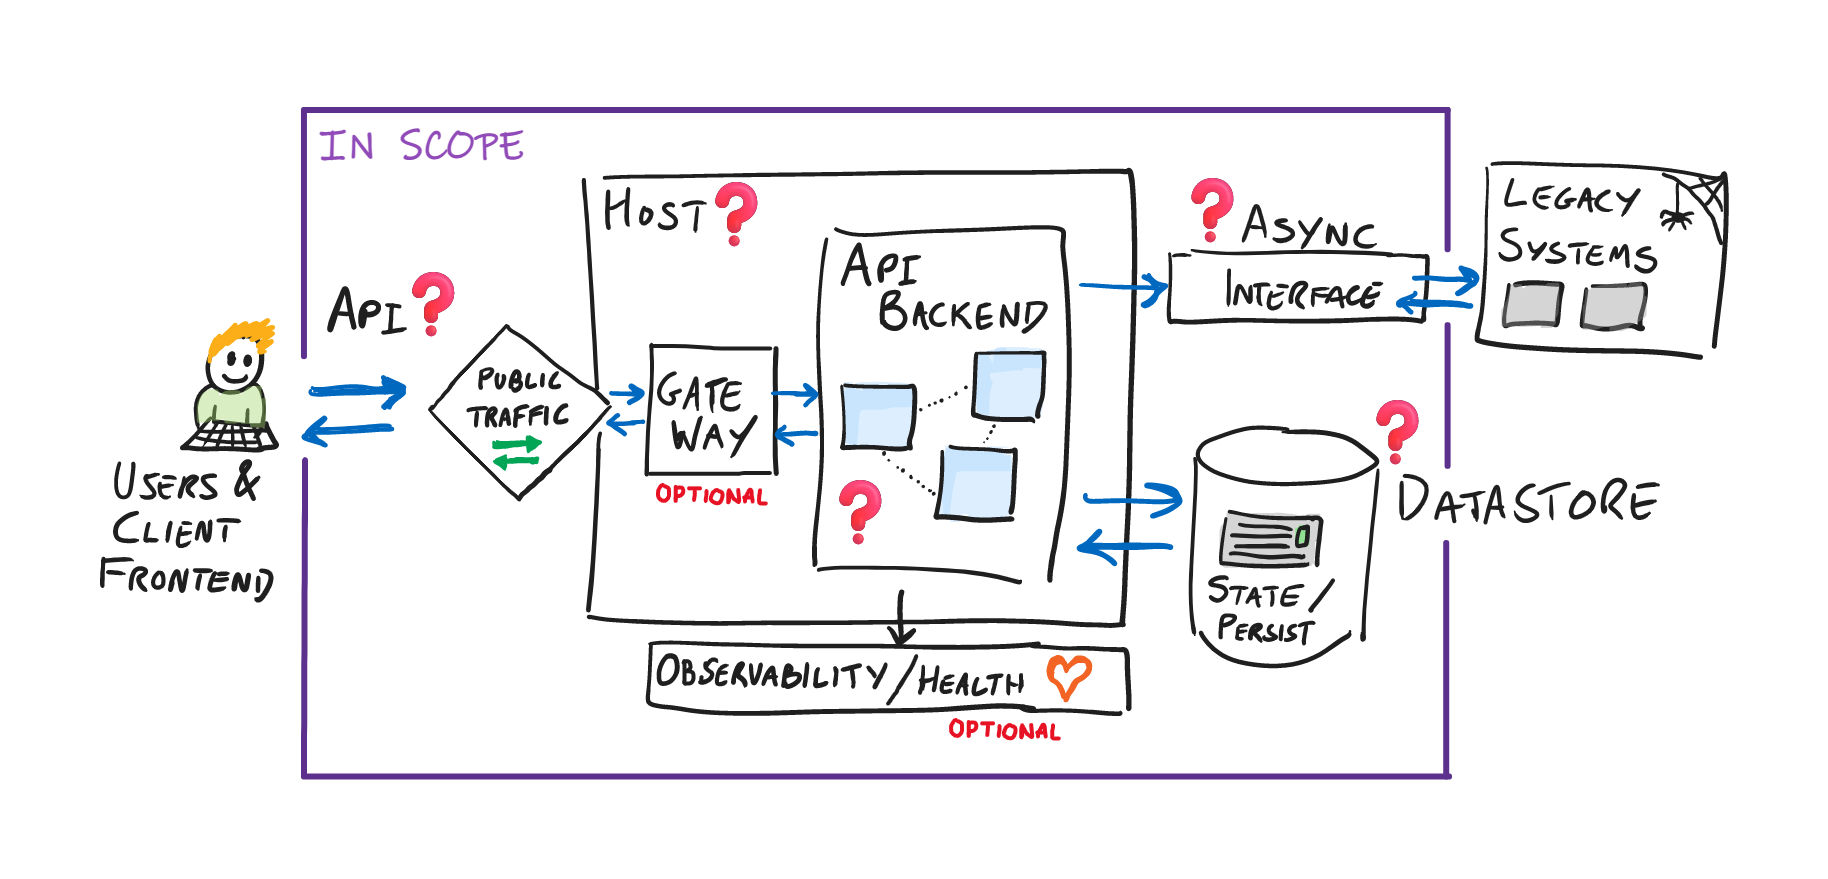 IN SCOPE
HOST ?
API ?
PUBLIC
TRAFFIC
GATE
WAY
OPTIONAL
API
BACKEND
?
? ASYNC
INTERFACE
LEGACY
SYSTEMS
USERS &
CLIENT
FRONTEND
?
DATASTORE
STATE /
PERSIST
OBSERVABILITY / HEALTH
OPTIONAL